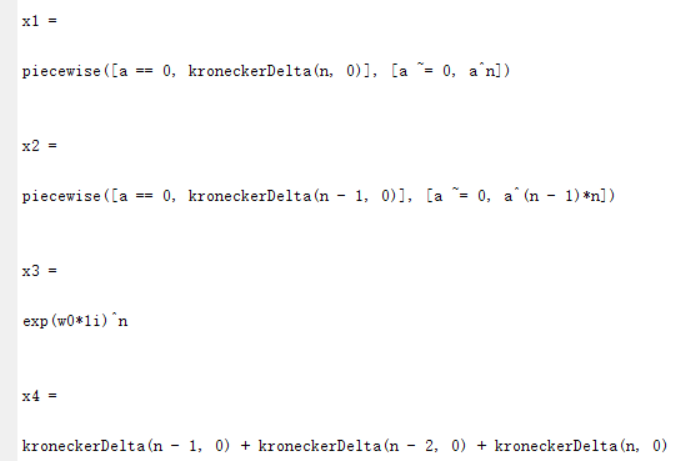 x1 =
piecewise([a == 0, kroneckerDelta(n, 0)], [a ~= 0, a^n])
x2 =
piecewise([a == 0, kroneckerDelta(n - 1, 0)], [a ~= 0, a^(n - 1)*n])
x3 =
exp(w0*1i)^n
x4 =
kroneckerDelta(n - 1, 0) + kroneckerDelta(n - 2, 0) + kroneckerDelta(n, 0)